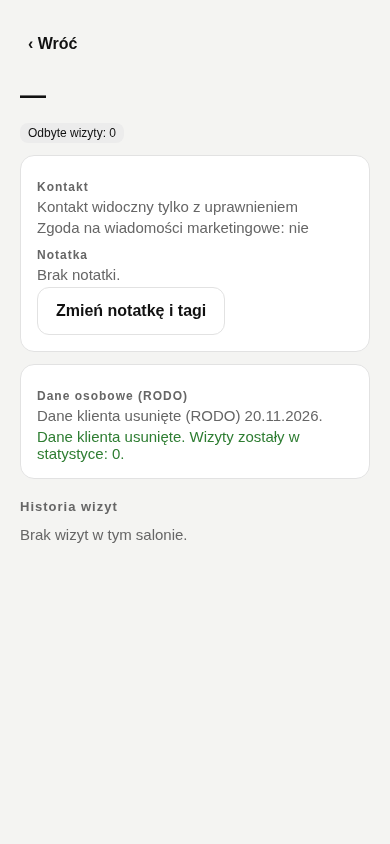 ‹ Wróć
—
Odbyte wizyty: 0
Kontakt
Kontakt widoczny tylko z uprawnieniem
Zgoda na wiadomości marketingowe: nie
Notatka
Brak notatki.
Zmień notatkę i tagi
Dane osobowe (RODO)
Dane klienta usunięte (RODO) 20.11.2026.
Dane klienta usunięte. Wizyty zostały w
statystyce: 0.
Historia wizyt
Brak wizyt w tym salonie.